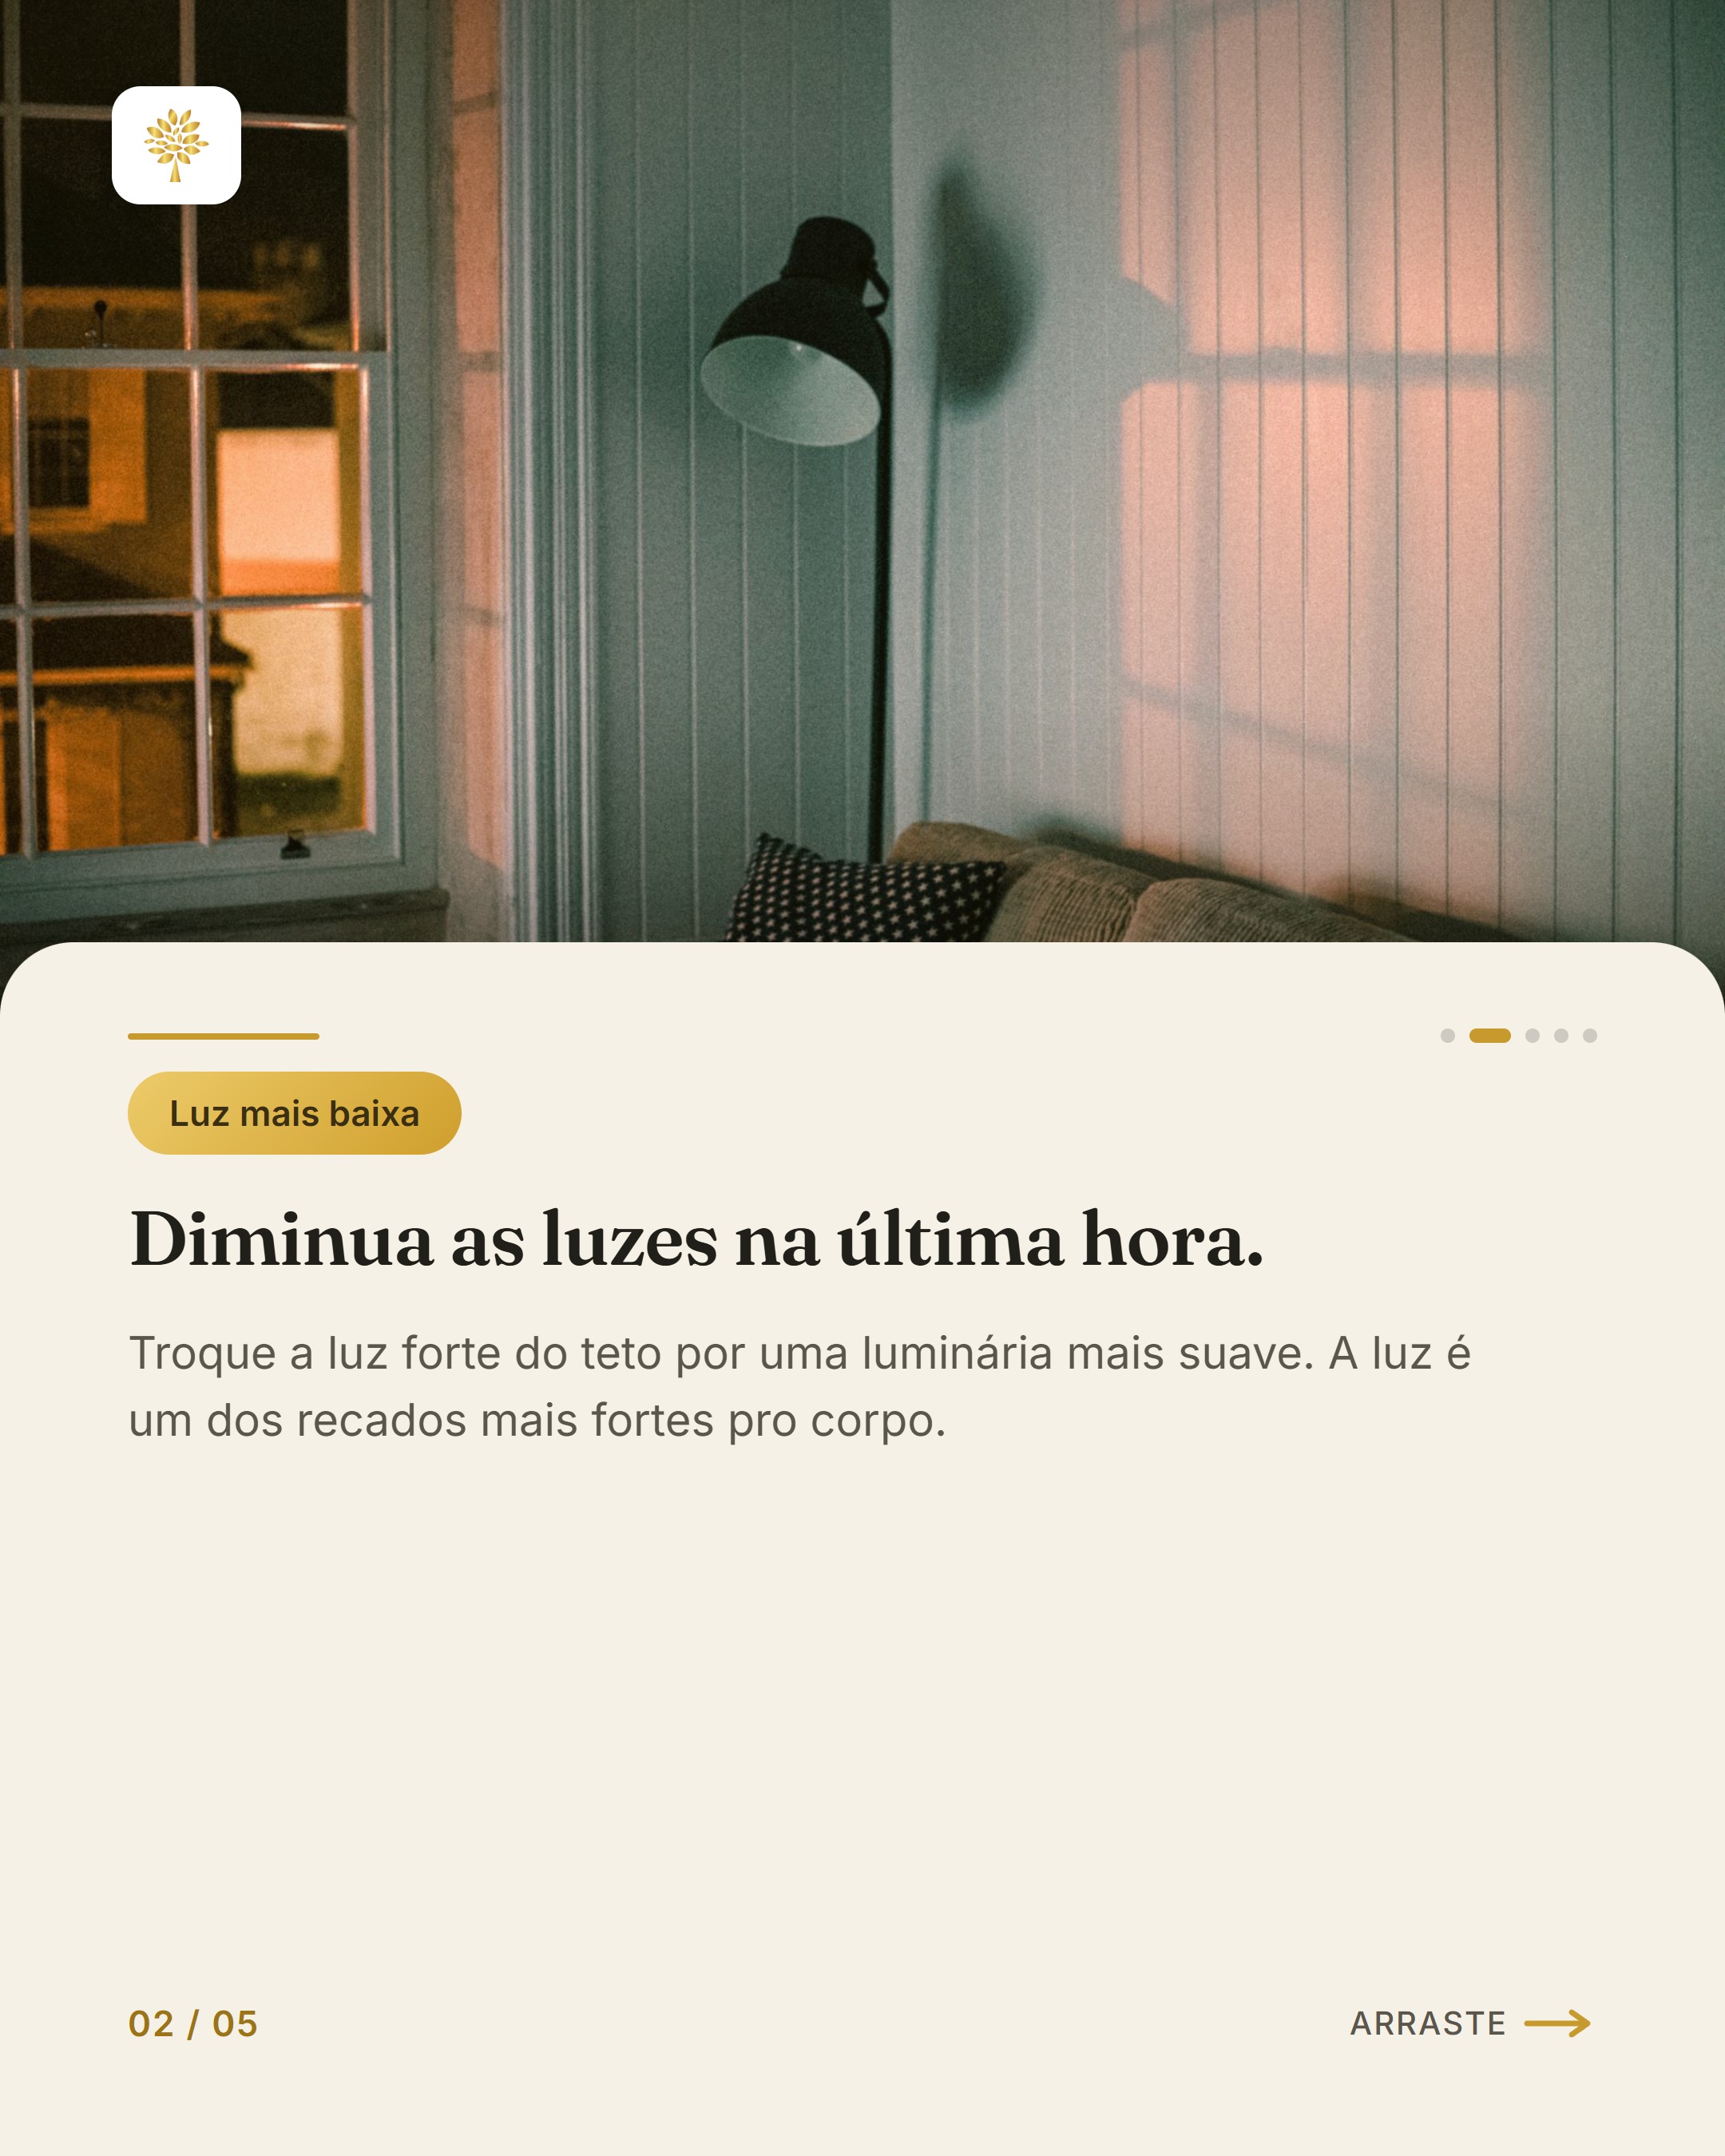 Luz mais baixa
Diminua as luzes na última hora.
Troque a luz forte do teto por uma luminária mais suave. A luz é
um dos recados mais fortes pro corpo.
02 / 05
ARRASTE